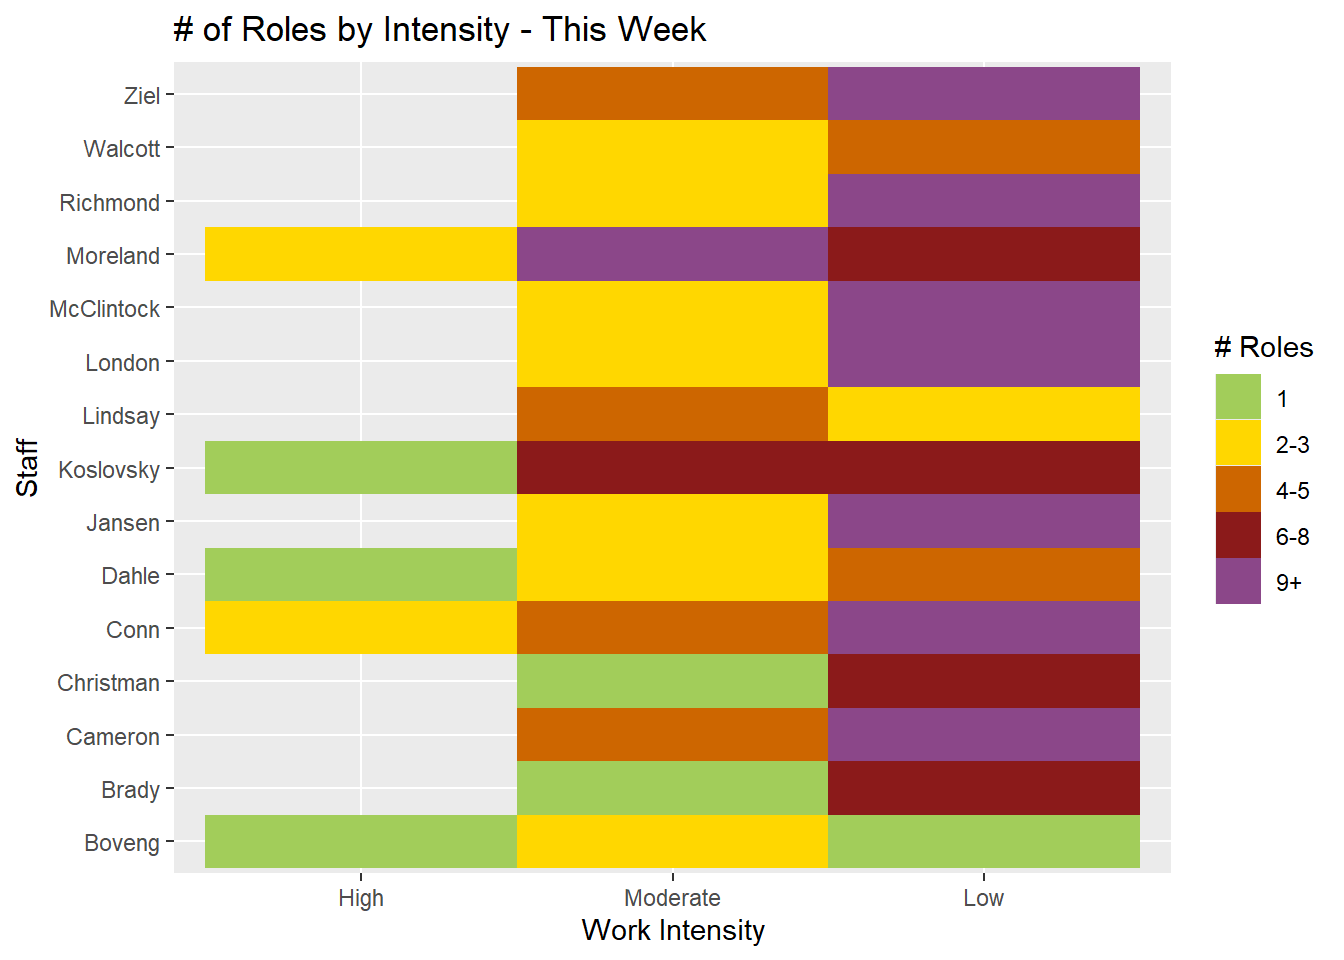 # of Roles by Intensity - This Week
Staff
Ziel
Walcott
Richmond
Moreland
McClintock
London
Lindsay
Koslovsky
Jansen
Dahle
Conn
Christman
Cameron
Brady
Boveng
High Moderate Low
Work Intensity
# Roles
1
2-3
4-5
6-8
9+